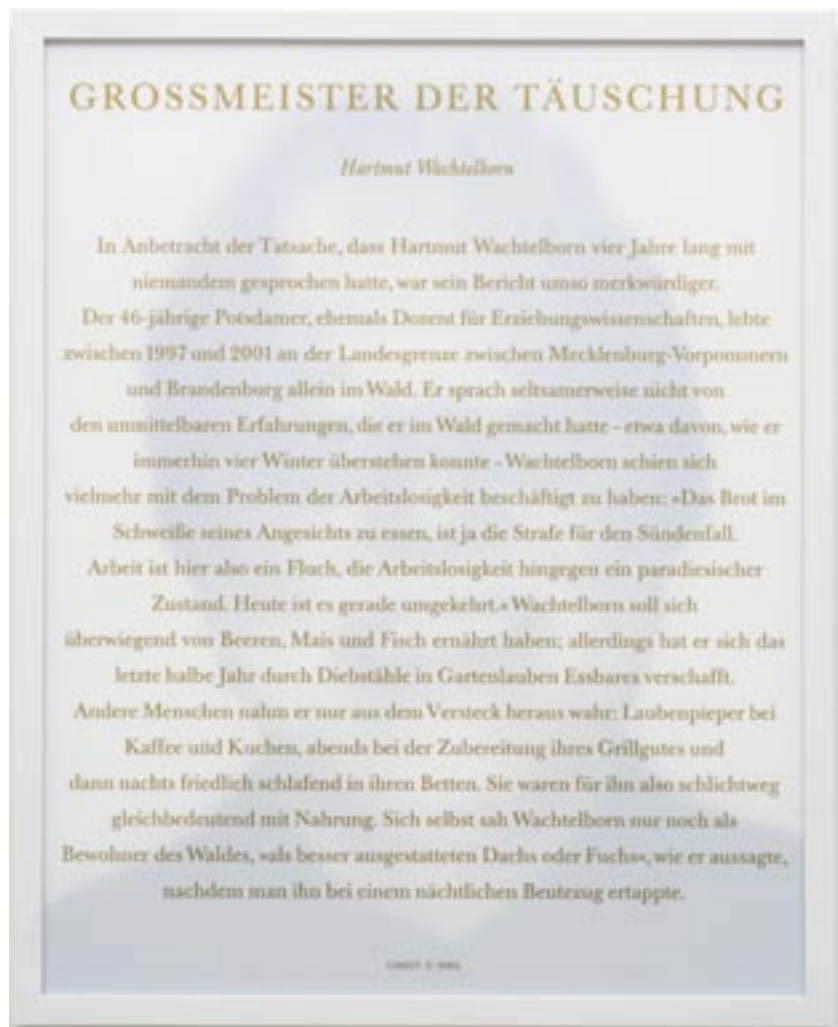 GROSSMEISTER DER TÄUSCHUNG
Hartmut Wachtelborn
In Anbetracht der Tatsache, dass Hartmut Wachtelborn vier Jahre lang mit
niemandem gesprochen hatte, war sein Bericht umso merkwürdiger.
Der 46-jährige Potsdamer, ehemals Dozent für Erziehungswissenschaften, lebte
zwischen 1997 und 2001 an der Landesgrenze zwischen Mecklenburg-Vorpommern
und Brandenburg allein im Wald. Er sprach seltsamerweise nicht von
den unmittelbaren Erfahrungen, die er im Wald gemacht hatte – etwa davon, wie er
immerhin vier Winter überstehen konnte – Wachtelborn schien sich
vielmehr mit dem Problem der Arbeitslosigkeit beschäftigt zu haben: »Das Brot im
Schweiße seines Angesichts zu essen, ist ja die Strafe für den Sündenfall.
Arbeit ist hier also ein Fluch, die Arbeitslosigkeit hingegen ein paradiesischer
Zustand. Heute ist es gerade umgekehrt.« Wachtelborn soll sich
überwiegend von Beeren, Mais und Fisch ernährt haben; allerdings hat er sich das
letzte halbe Jahr durch Diebstähle in Gartenlauben Essbares verschafft.
Andere Menschen nahm er nur aus dem Versteck heraus wahr: Laubenpieper bei
Kaffee und Kuchen, abends bei der Zubereitung ihres Grillgutes und
dann nachts friedlich schlafend in ihren Betten. Sie waren für ihn also schlichtweg
gleichbedeutend mit Nahrung. Sich selbst sah Wachtelborn nur noch als
Bewohner des Waldes, »als besser ausgestatteten Dachs oder Fuchs«, wie er aussagte,
nachdem man ihn bei einem nächtlichen Beutezug ertappte.